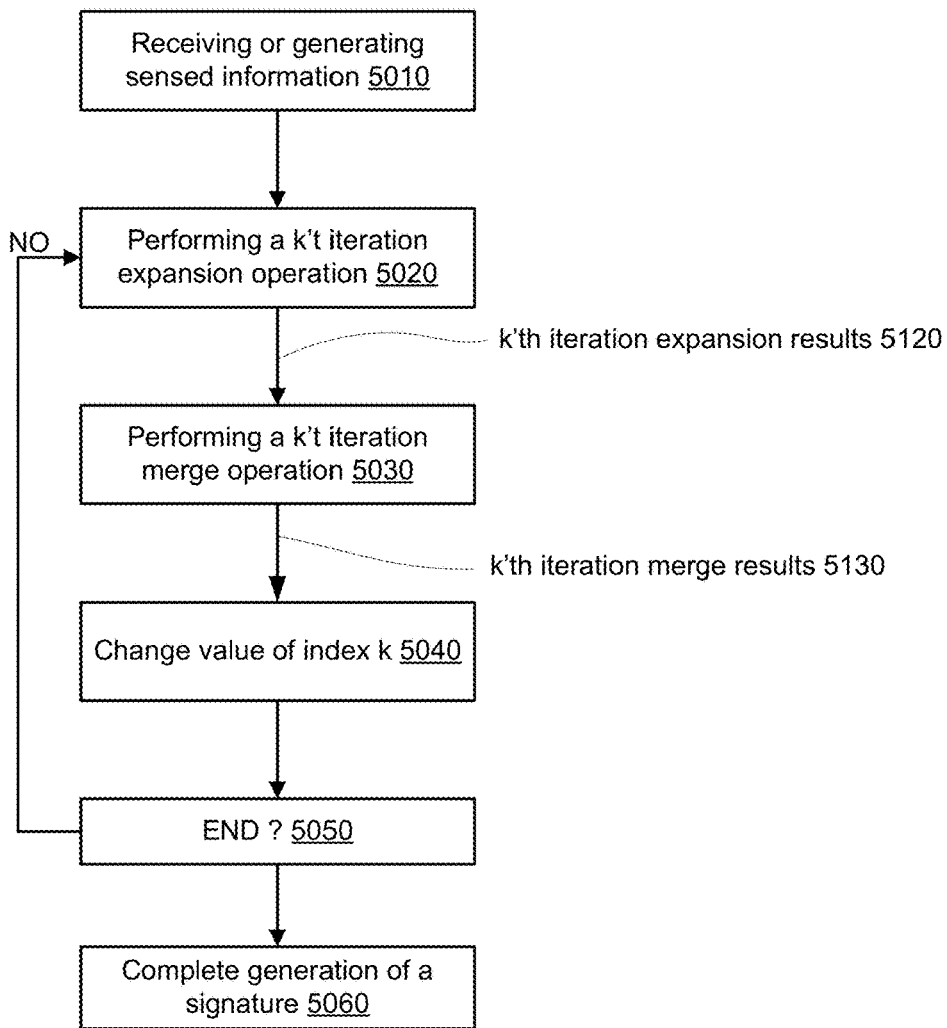 Receiving or generating
sensed information 5010
NO
Performing a k't iteration
expansion operation 5020
k'th iteration expansion results 5120
Performing a k't iteration
merge operation 5030
k'th iteration merge results 5130
Change value of index k 5040
END ? 5050
Complete generation of a
signature 5060